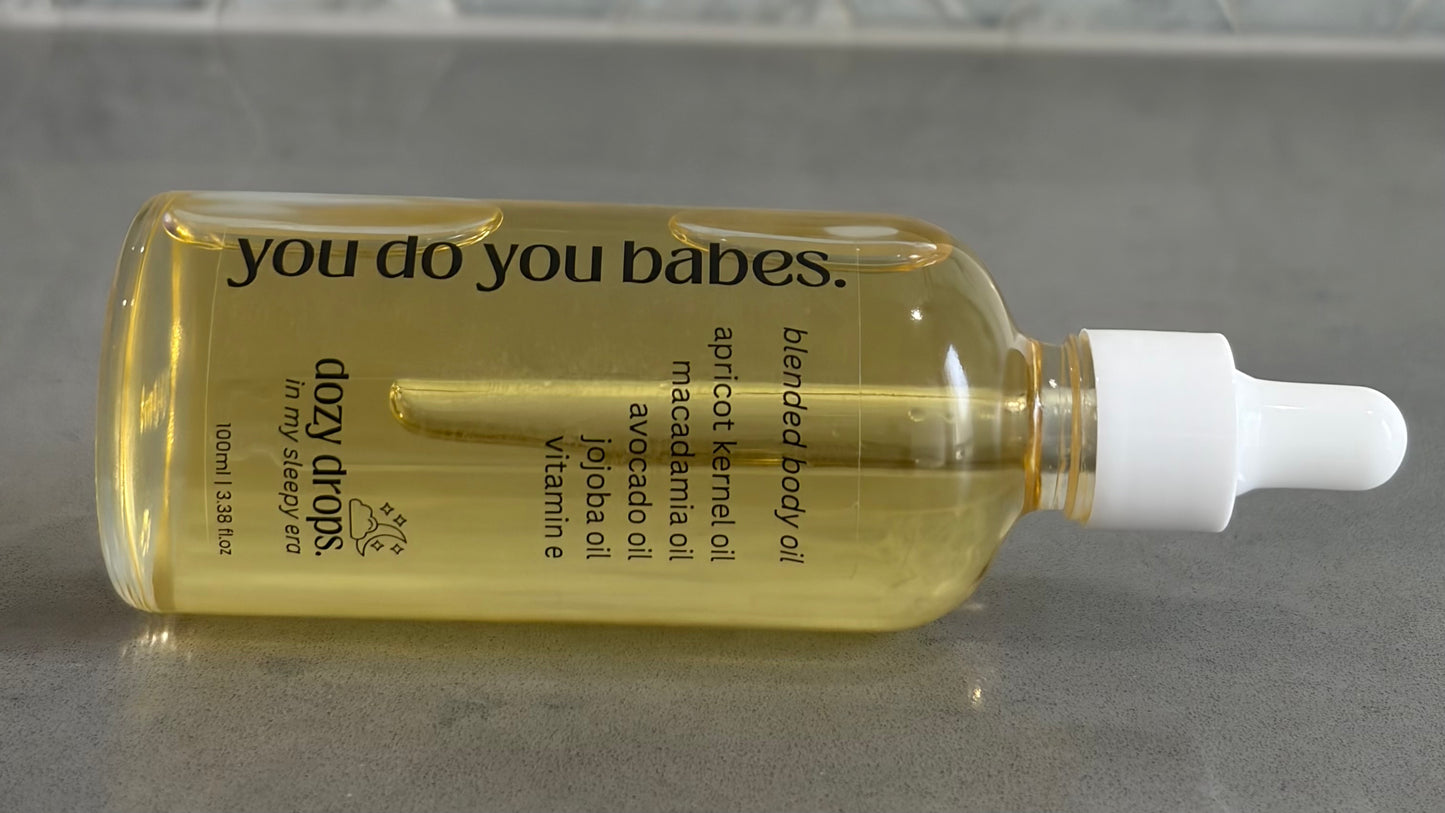 you do you babes.
blended body oil
apricot kernel oil
macadamia oil
avocado oil
jojoba oil
vitamin e
dozy drops.
in my sleepy era
100ml | 3.38 fl.oz